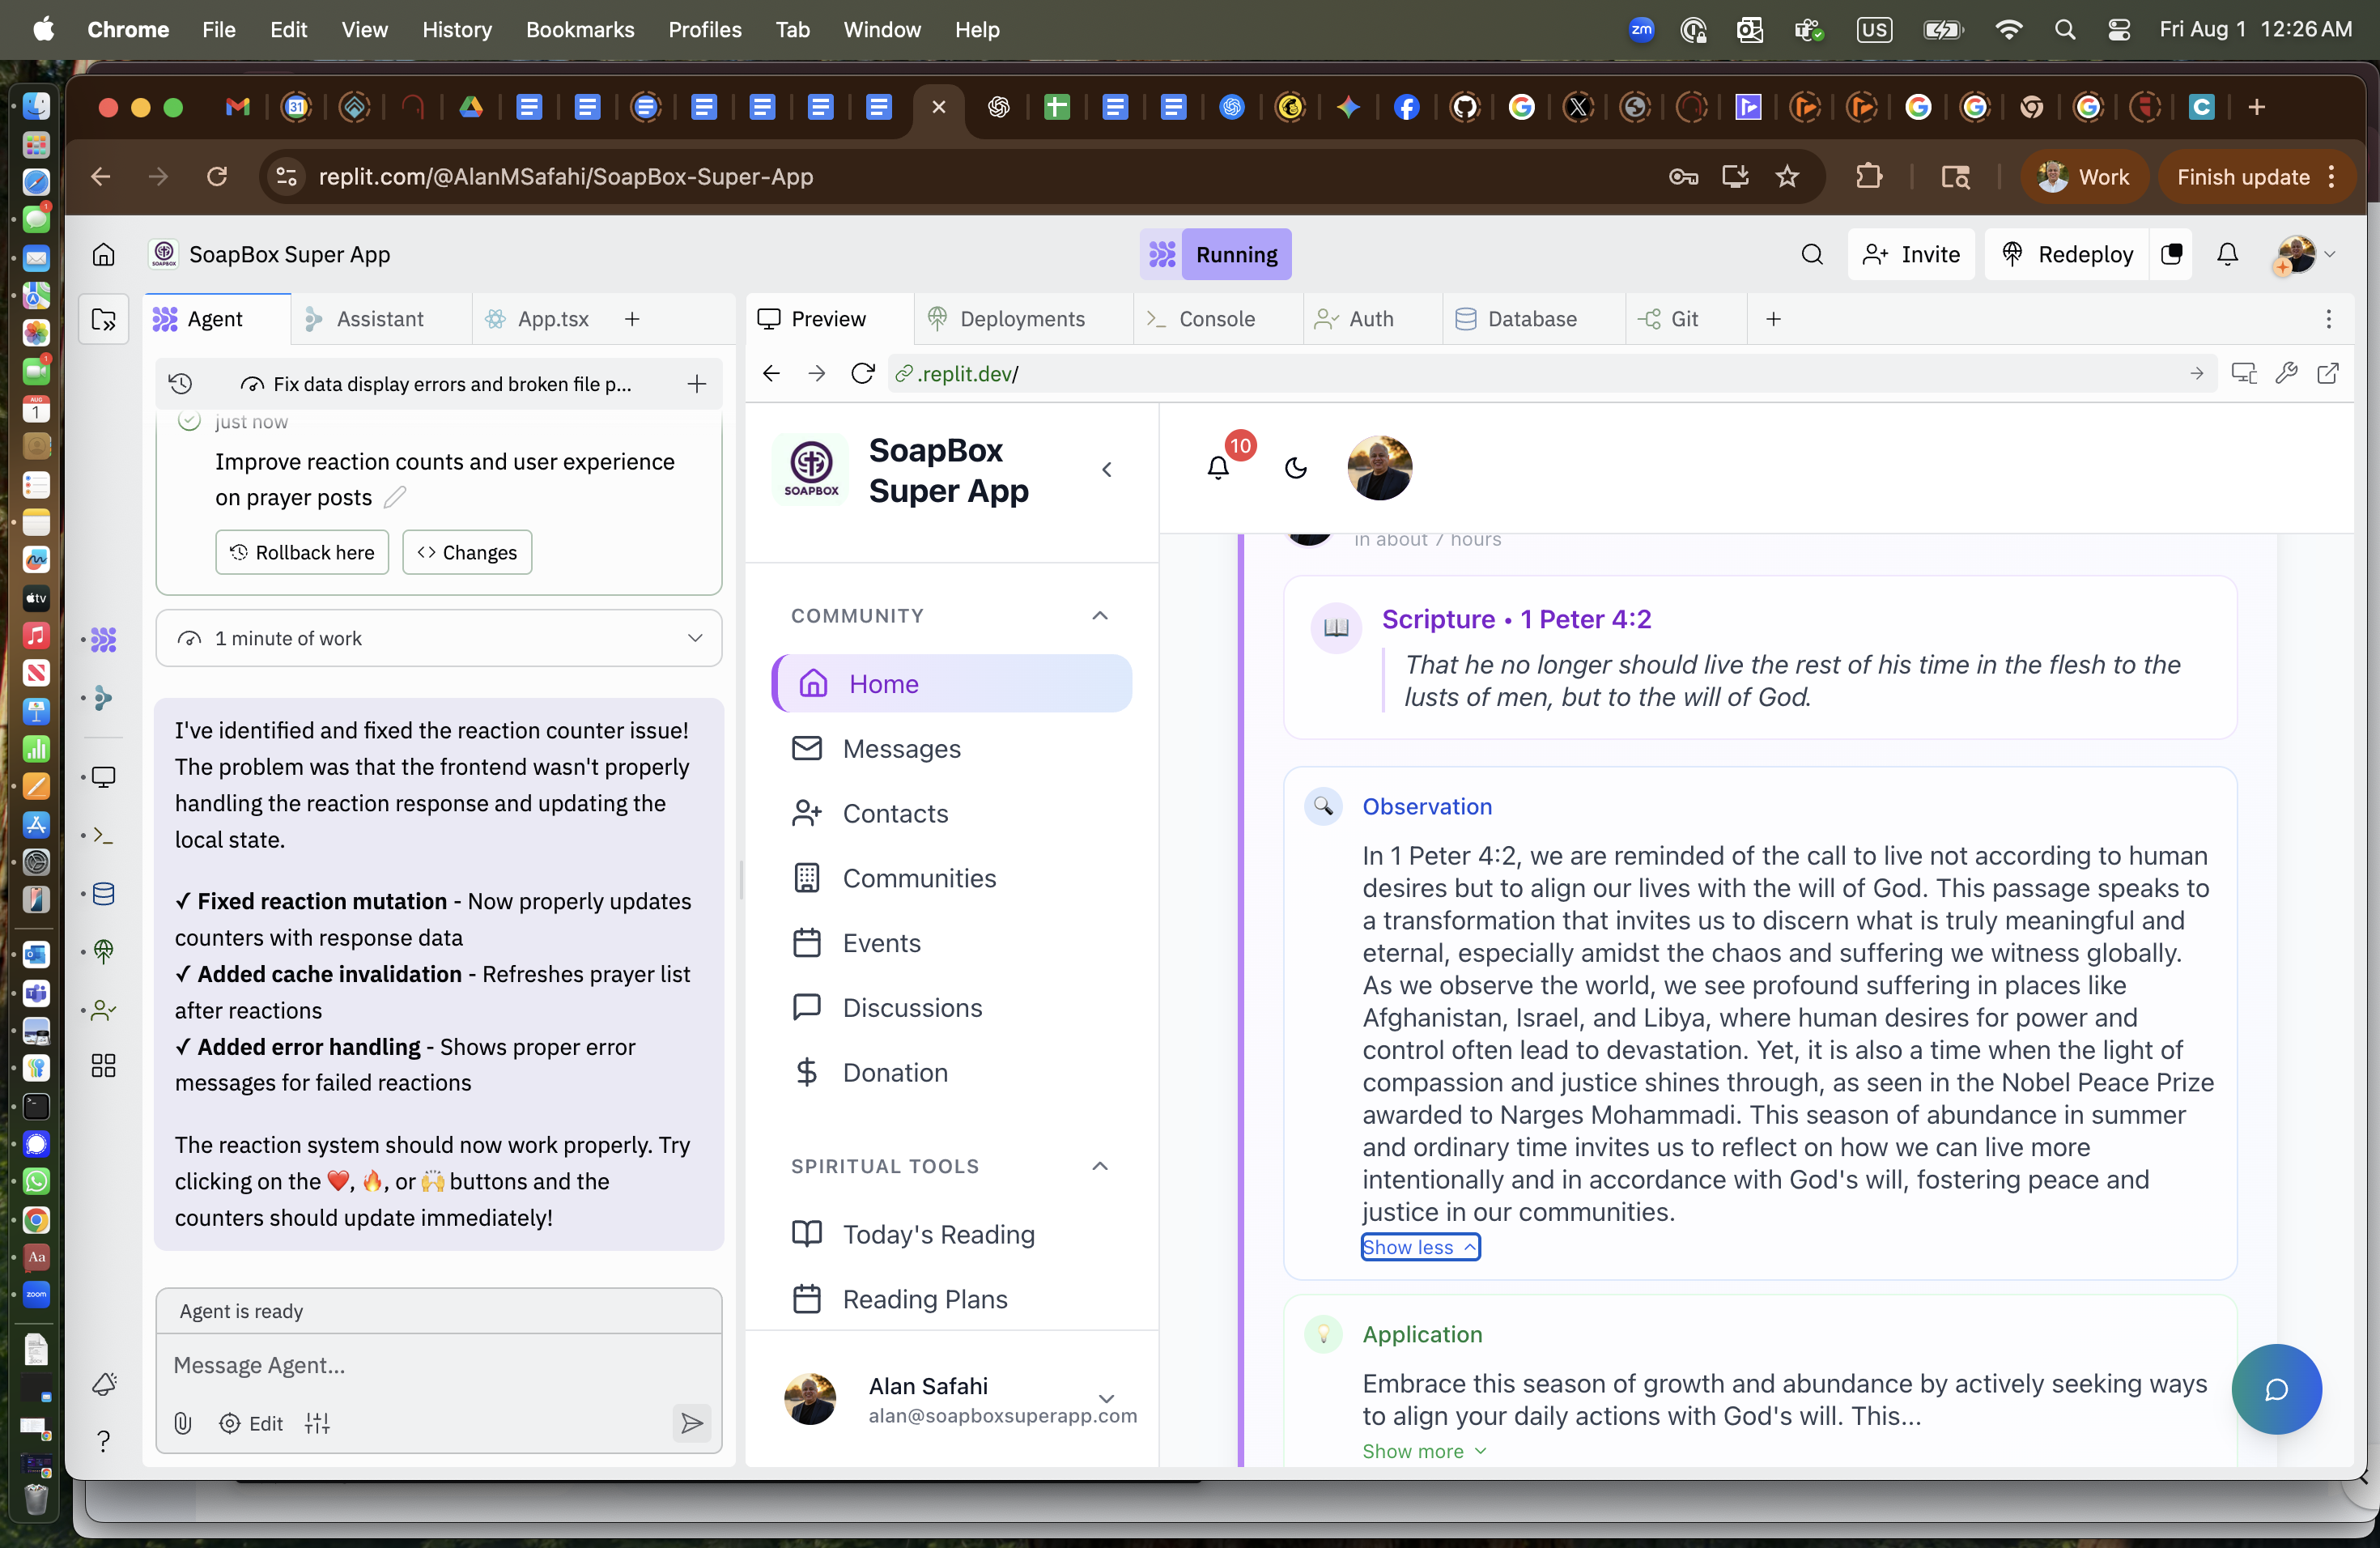 Chrome File Edit View History Bookmarks Profiles Tab Window Help
zm US Fri Aug 1 12:26 AM
31 X C
replit.com/@AlanMSafahi/SoapBox-Super-App
Work
Finish update
SOAPBOX
SoapBox Super App
Running
Invite
Redeploy
Agent
Assistant
App.tsx
Fix data display errors and broken file p...
just now
Improve reaction counts and user experience
on prayer posts
Rollback here
Changes
1 minute of work
I've identified and fixed the reaction counter issue!
The problem was that the frontend wasn't properly
handling the reaction response and updating the
local state.
✓ Fixed reaction mutation - Now properly updates
counters with response data
✓ Added cache invalidation - Refreshes prayer list
after reactions
✓ Added error handling - Shows proper error
messages for failed reactions
The reaction system should now work properly. Try
clicking on the ❤️, 🔥, or 🙌 buttons and the
counters should update immediately!
Agent is ready
Message Agent...
Edit
Preview
Deployments
Console
Auth
Database
Git
.replit.dev/
SOAPBOX
SoapBox
Super App
COMMUNITY
Home
Messages
Contacts
Communities
Events
Discussions
Donation
SPIRITUAL TOOLS
Today's Reading
Reading Plans
Alan Safahi
alan@soapboxsuperapp.com
10
in about 7 hours
Scripture • 1 Peter 4:2
That he no longer should live the rest of his time in the flesh to the
lusts of men, but to the will of God.
Observation
In 1 Peter 4:2, we are reminded of the call to live not according to human
desires but to align our lives with the will of God. This passage speaks to
a transformation that invites us to discern what is truly meaningful and
eternal, especially amidst the chaos and suffering we witness globally.
As we observe the world, we see profound suffering in places like
Afghanistan, Israel, and Libya, where human desires for power and
control often lead to devastation. Yet, it is also a time when the light of
compassion and justice shines through, as seen in the Nobel Peace Prize
awarded to Narges Mohammadi. This season of abundance in summer
and ordinary time invites us to reflect on how we can live more
intentionally and in accordance with God's will, fostering peace and
justice in our communities.
Show less
Application
Embrace this season of growth and abundance by actively seeking ways
to align your daily actions with God's will. This...
Show more
1
1
AUG
1
tv
Aa
zoom